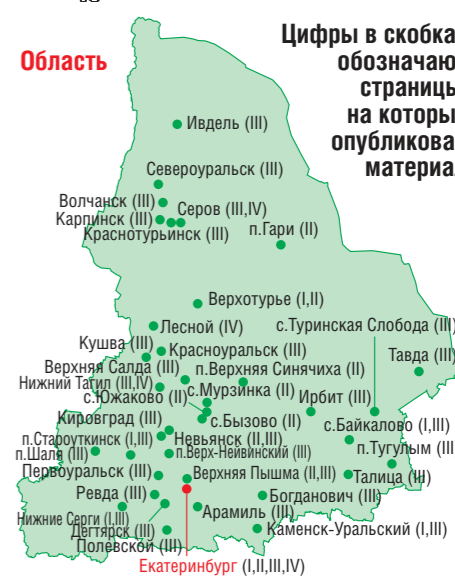 Область
Цифры в скобка
обозначаю
страницы
на которы
опубликова
материа
Ивдель (III)
Североуральск (III)
Волчанск (III)
Серов (III,IV)
Карпинск (III)
Краснотурьинск (III)
п.Гари (II)
Верхотурье (I,II)
Лесной (IV)
с.Туринская Слобода (III)
Кушва (III)
Красноуральск (III)
Тавда (III)
Верхняя Салда (III)
п.Верхняя Синячиха (II)
Нижний Тагил (III,IV)
с.Мурзинка (II)
с.Южаково (II)
Ирбит (III)
Кировград (III)
с.Бызово (II)
с.Байкалово (I,III)
п.Староуткинск (I,III)
Невьянск (II,III)
п.Тугулым (III)
п.Шаля (III)
п.Верх-Нейвинский (III)
Первоуральск (III)
Верхняя Пышма (II,III)
Талица (III)
Ревда (III)
Богданович (III)
Нижние Серги (I,III)
Арамиль (III)
Дегтярск (III)
Каменск-Уральский (I,III)
Полевской (III)
Екатеринбург (I,II,III,IV)